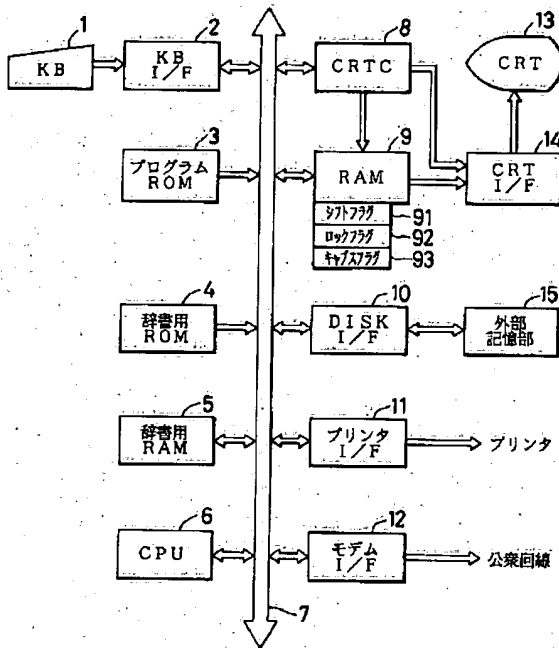 1
KB
2
KB
I/F
8
CRTC
13
CRT
3
プログラム
ROM
9
RAM
シフトフラグ
91
ロックフラグ
92
キャプスフラグ
93
14
CRT
I/F
4
辞書用
ROM
10
DISK
I/F
15
外部
記憶部
5
辞書用
RAM
11
プリンタ
I/F
プリンタ
6
CPU
12
モデム
I/F
公衆回線
7